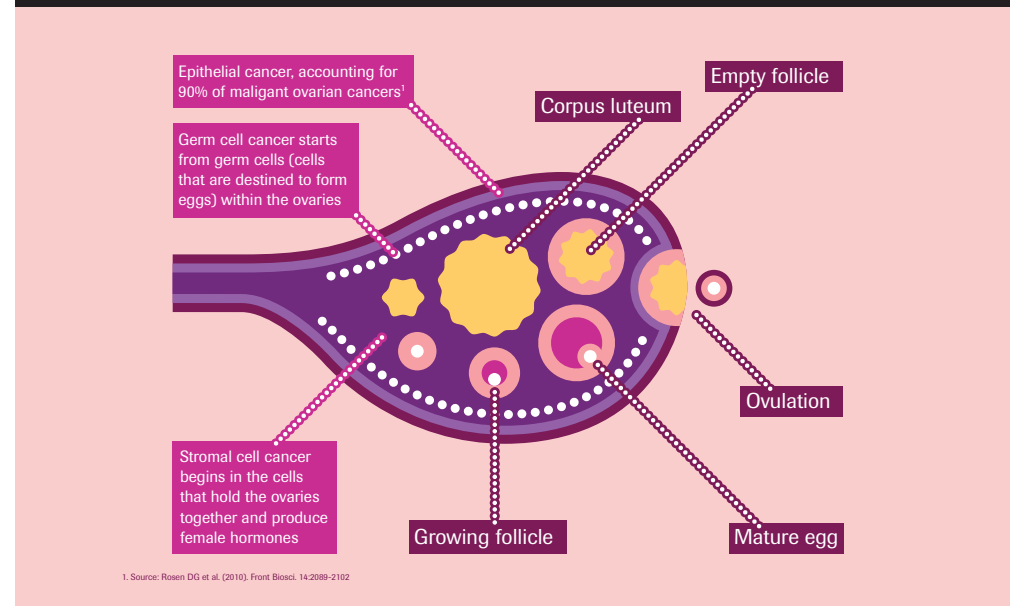 Epithelial cancer, accounting for
90% of maligant ovarian cancers¹
Germ cell cancer starts
from germ cells (cells
that are destined to form
eggs) within the ovaries
Corpus luteum
Empty follicle
Ovulation
Stromal cell cancer
begins in the cells
that hold the ovaries
together and produce
female hormones
Growing follicle
Mature egg
1. Source: Rosen DG et al. (2010). Front Biosci. 14:2089-2102